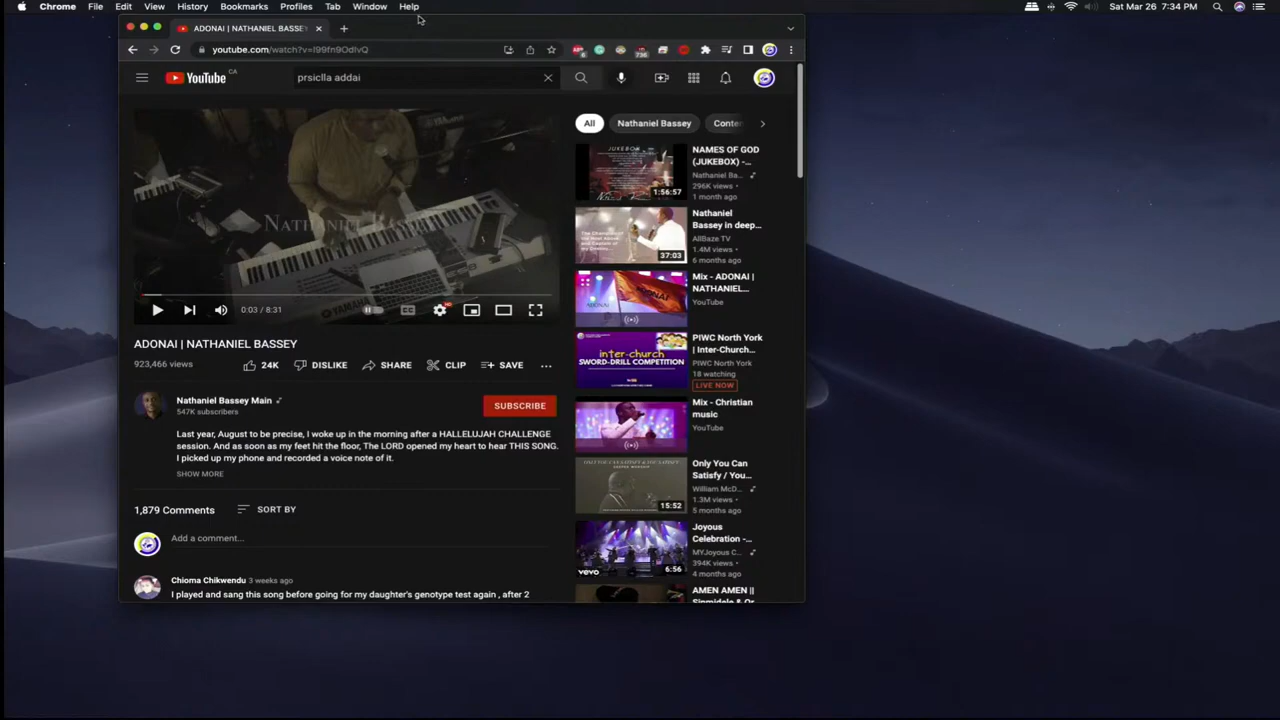 Chrome File Edit View History Bookmarks Profiles Tab Window Help Sat Mar 26 7:34 PM
ADONAI | NATHANIEL BASSEY
youtube.com/watch?v=l99fn9OdIvQ
YouTube CA
prsiclla addai
All Nathaniel Bassey Conten
NATHANIEL BASSEY
YAMAHA
0:03 / 8:31
ADONAI | NATHANIEL BASSEY
923,466 views
24K DISLIKE SHARE CLIP SAVE
Nathaniel Bassey Main
547K subscribers
SUBSCRIBE
Last year, August to be precise, I woke up in the morning after a HALLELUJAH CHALLENGE
session. And as soon as my feet hit the floor, The LORD opened my heart to hear THIS SONG.
I picked up my phone and recorded a voice note of it.
SHOW MORE
1,879 Comments SORT BY
Add a comment...
Chioma Chikwendu 3 weeks ago
I played and sang this song before going for my daughter's genotype test again , after 2
JUKEBOX
1:56:57
NAMES OF GOD
(JUKEBOX) -...
Nathaniel Ba...
296K views •
1 month ago
37:03
Nathaniel
Bassey in deep...
AllBaze TV
1.4M views •
6 months ago
ADONAI
Mix - ADONAI |
NATHANIEL...
YouTube
inter-church
SWORD-DRILL COMPETITION
PIWC North York
| Inter-Church...
PIWC North York
18 watching
LIVE NOW
Mix - Christian
music
YouTube
15:52
Only You Can
Satisfy / You...
William McD...
1.3M views •
5 months ago
vevo
6:56
Joyous
Celebration -...
MYJoyous C...
394K views •
4 months ago
AMEN AMEN ||